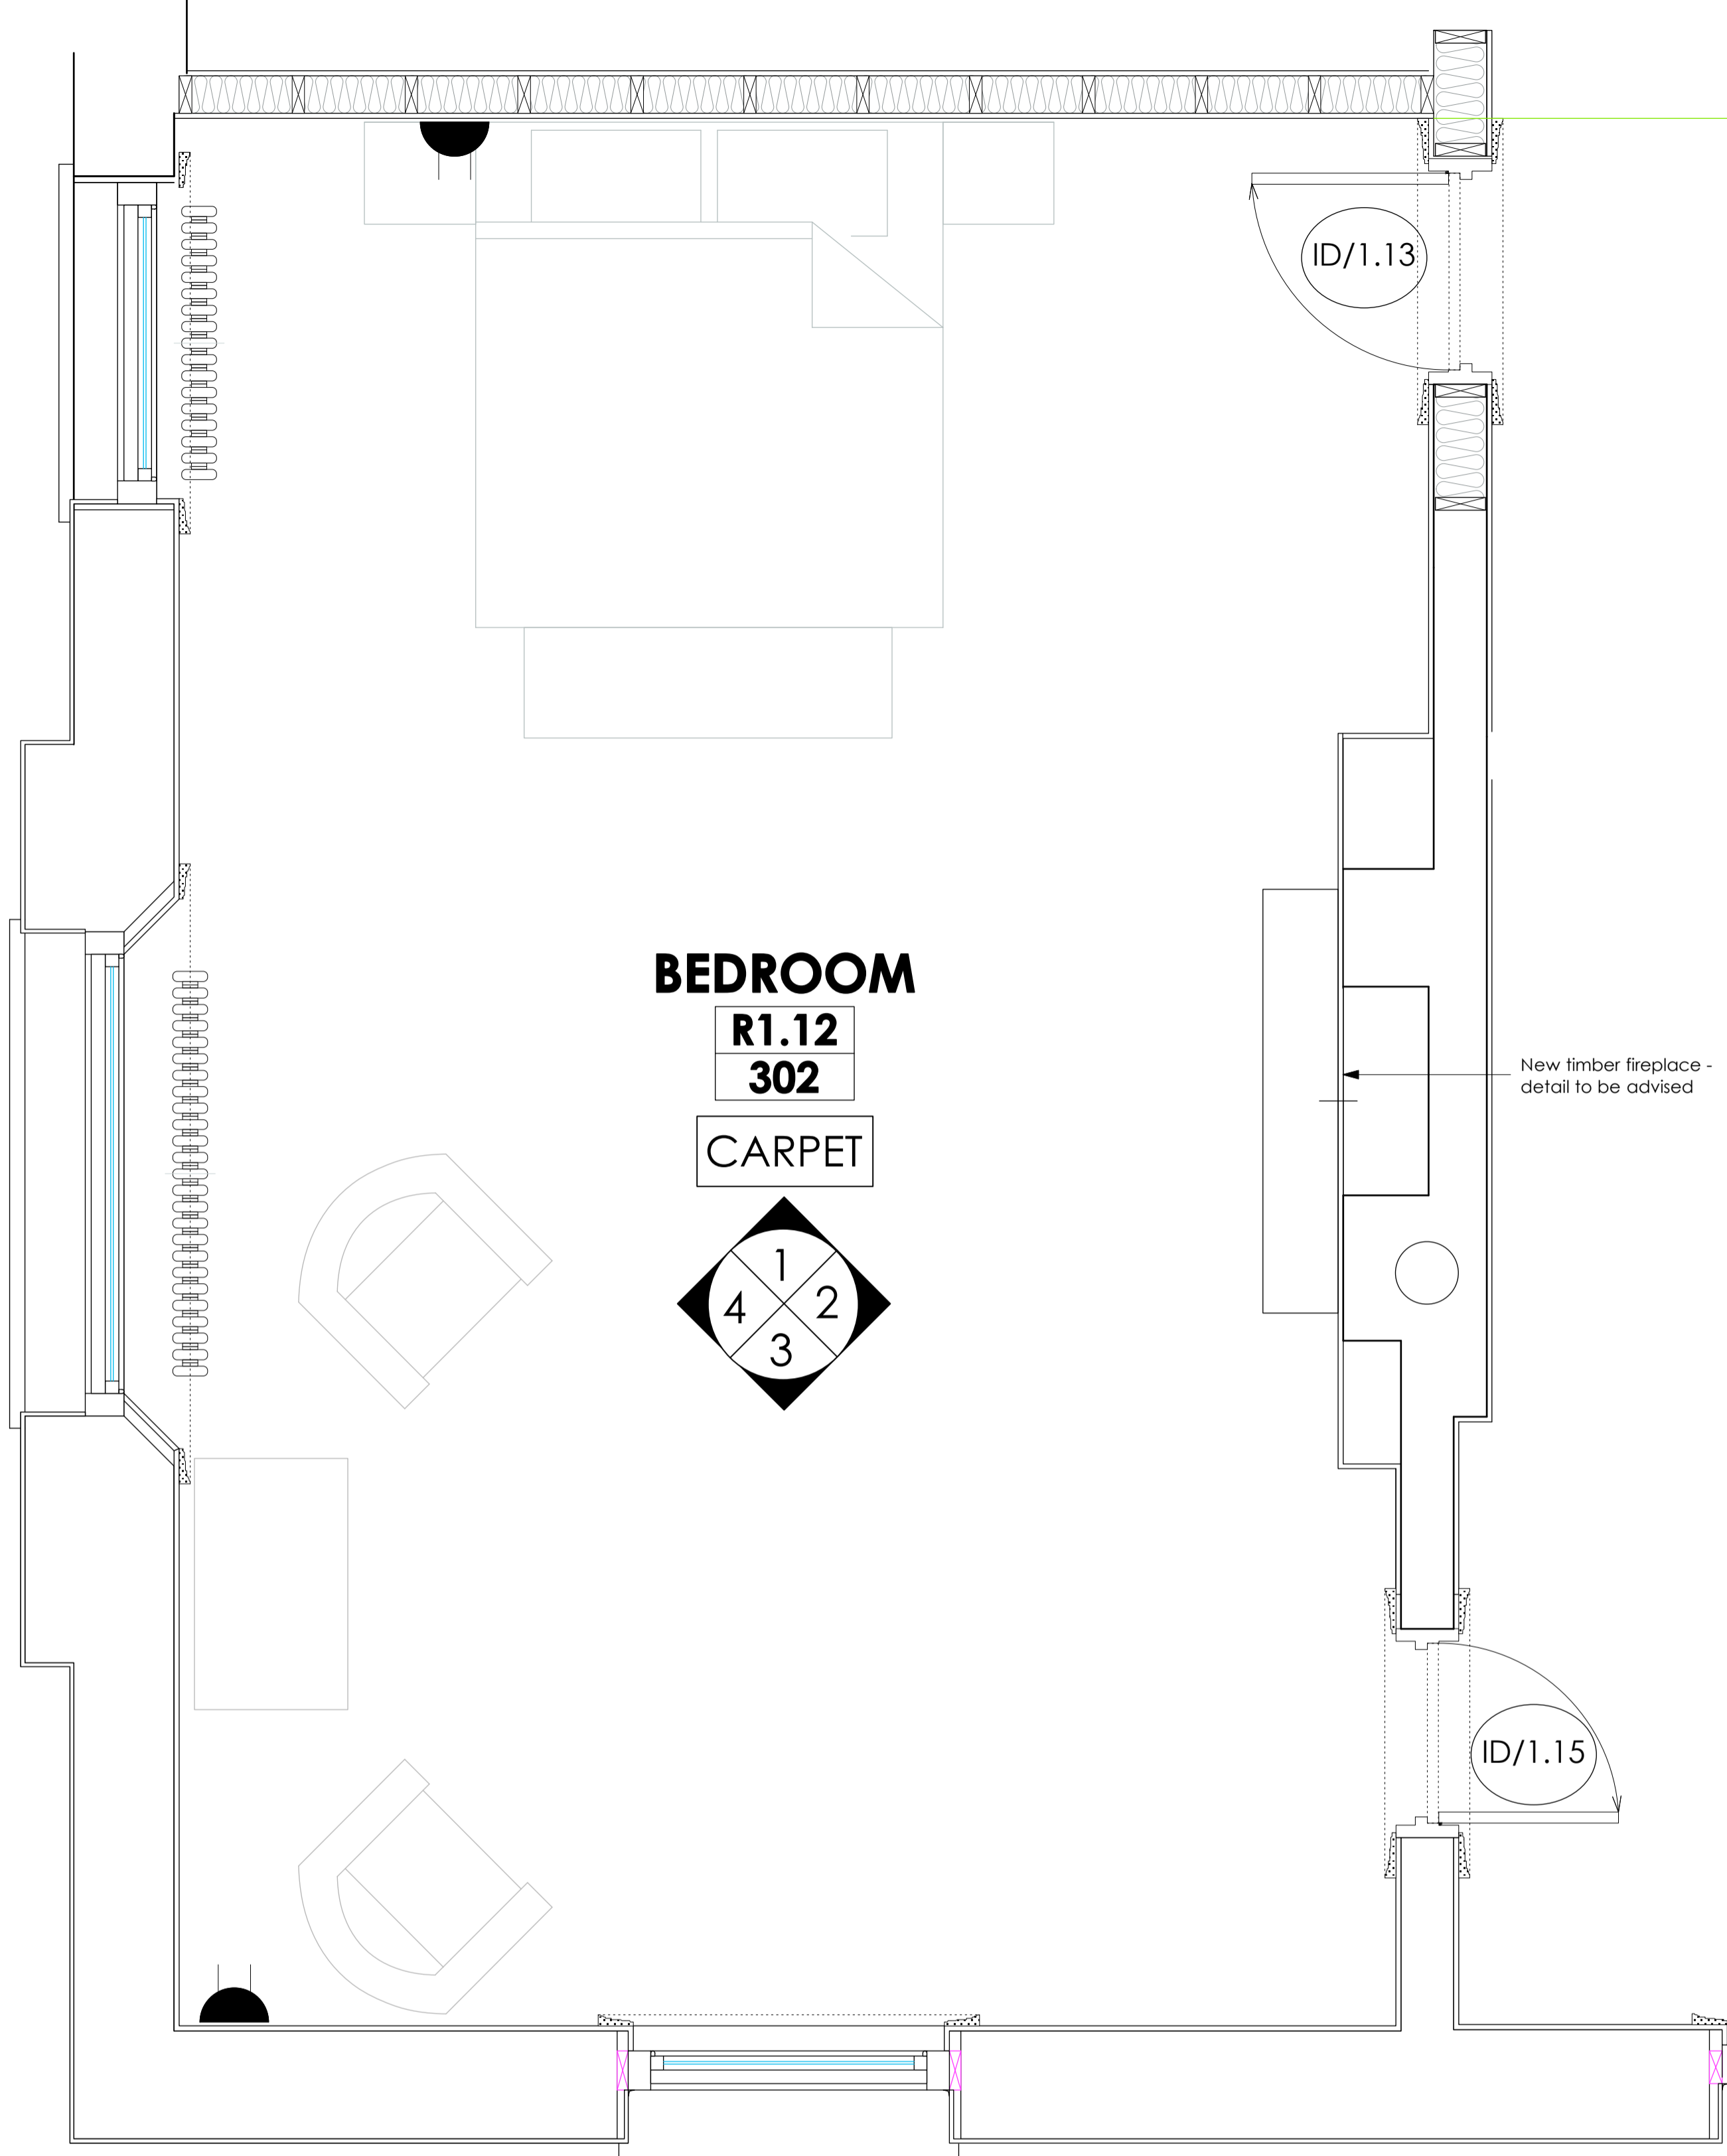 ID/1.13
BEDROOM
R1.12
302
New timber fireplace -
detail to be advised
CARPET
1
4
2
3
ID/1.15